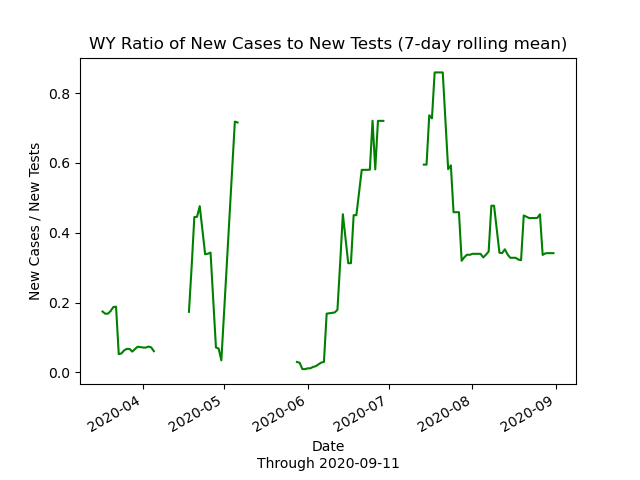 WY Ratio of New Cases to New Tests (7-day rolling mean)
New Cases / New Tests
0.8
0.6
0.4
0.2
0.0
2020-04
2020-05
2020-06
2020-07
2020-08
2020-09
Date
Through 2020-09-11